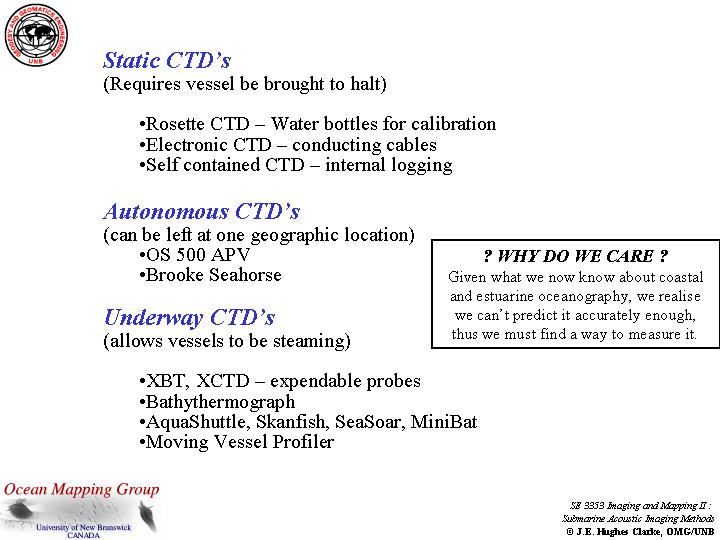 GEODESY AND GEOMATICS ENGINEERING
UNB
Static CTD’s
(Requires vessel be brought to halt)
•Rosette CTD – Water bottles for calibration
•Electronic CTD – conducting cables
•Self contained CTD – internal logging
Autonomous CTD’s
(can be left at one geographic location)
•OS 500 APV
•Brooke Seahorse
? WHY DO WE CARE ?
Given what we now know about coastal
and estuarine oceanography, we realise
we can’t predict it accurately enough,
thus we must find a way to measure it.
Underway CTD’s
(allows vessels to be steaming)
•XBT, XCTD – expendable probes
•Bathythermograph
•AquaShuttle, Skanfish, SeaSoar, MiniBat
•Moving Vessel Profiler
Ocean Mapping Group
University of New Brunswick
CANADA
SE 3353 Imaging and Mapping II :
Submarine Acoustic Imaging Methods
© J.E. Hughes Clarke, OMG/UNB